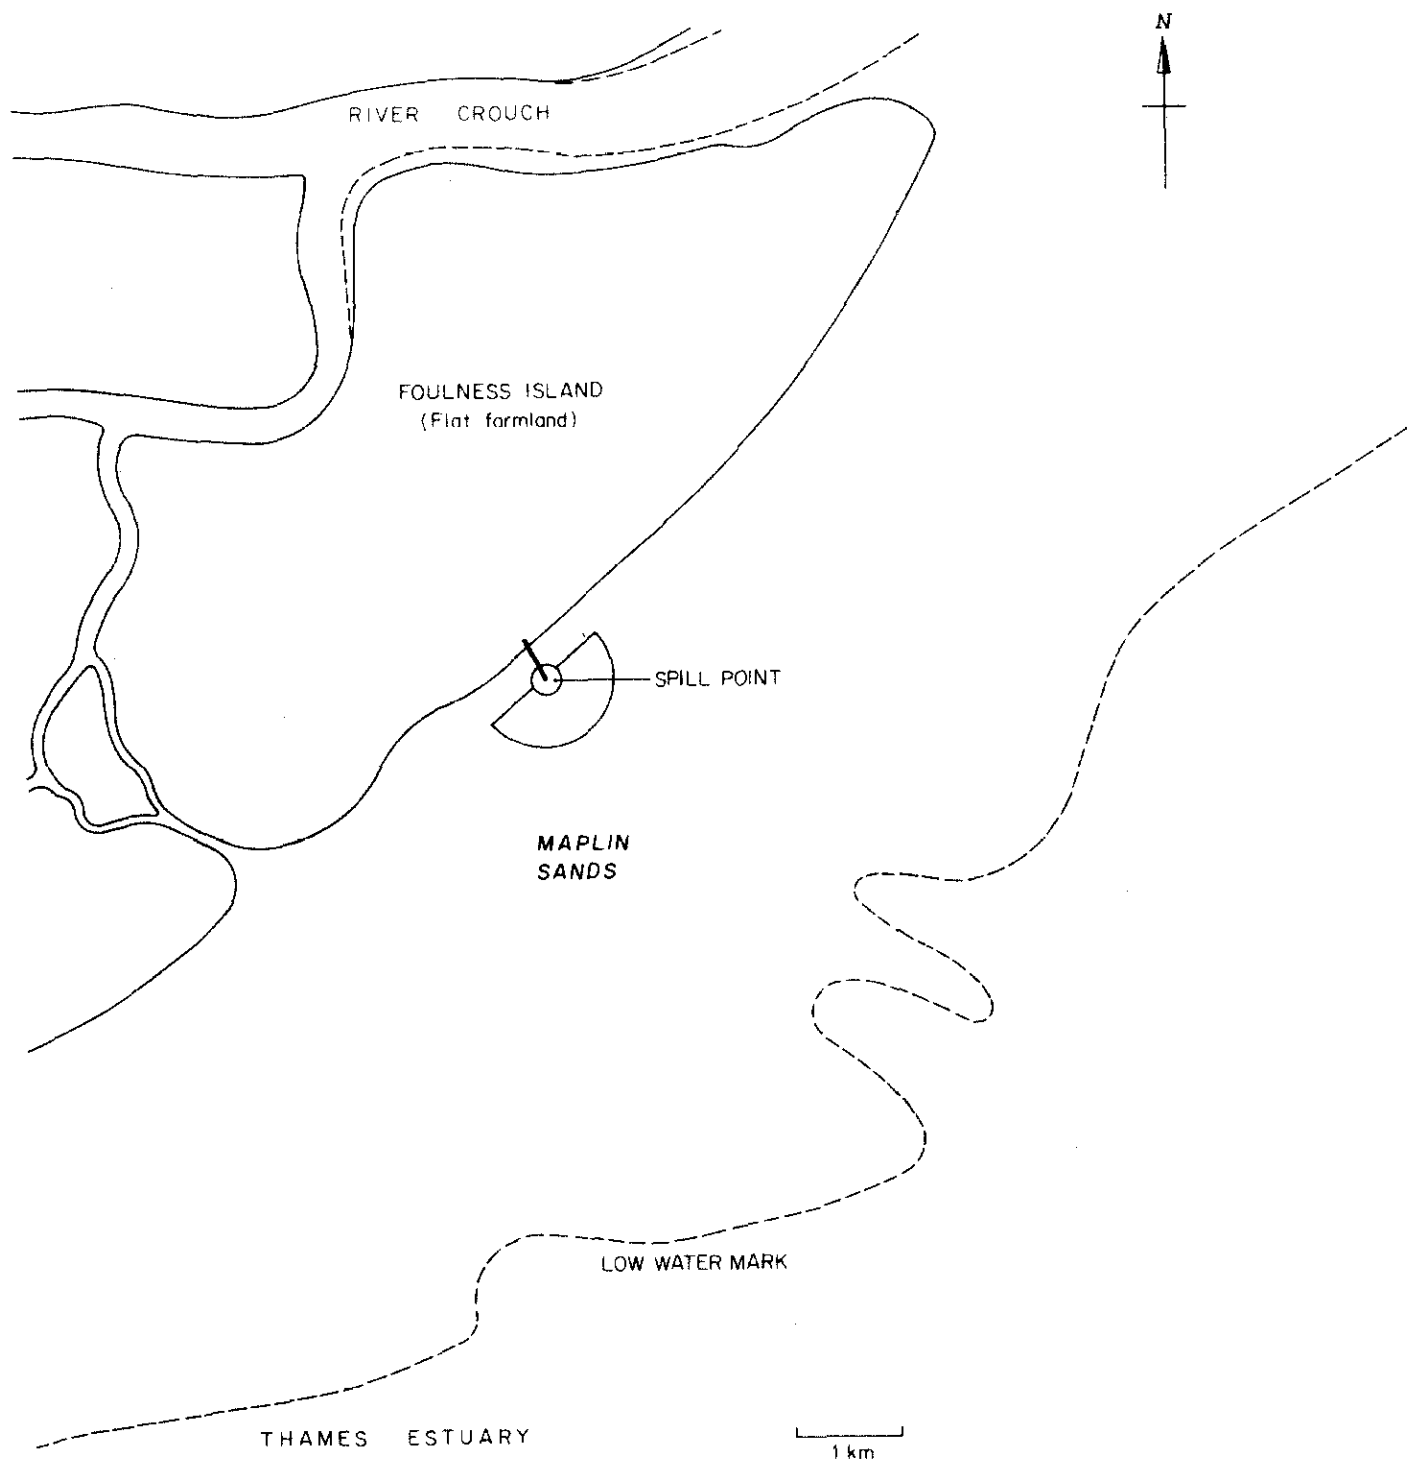 N
RIVER CROUCH
FOULNESS ISLAND
(Flat farmland)
SPILL POINT
MAPLIN
SANDS
LOW WATER MARK
THAMES ESTUARY
1 km